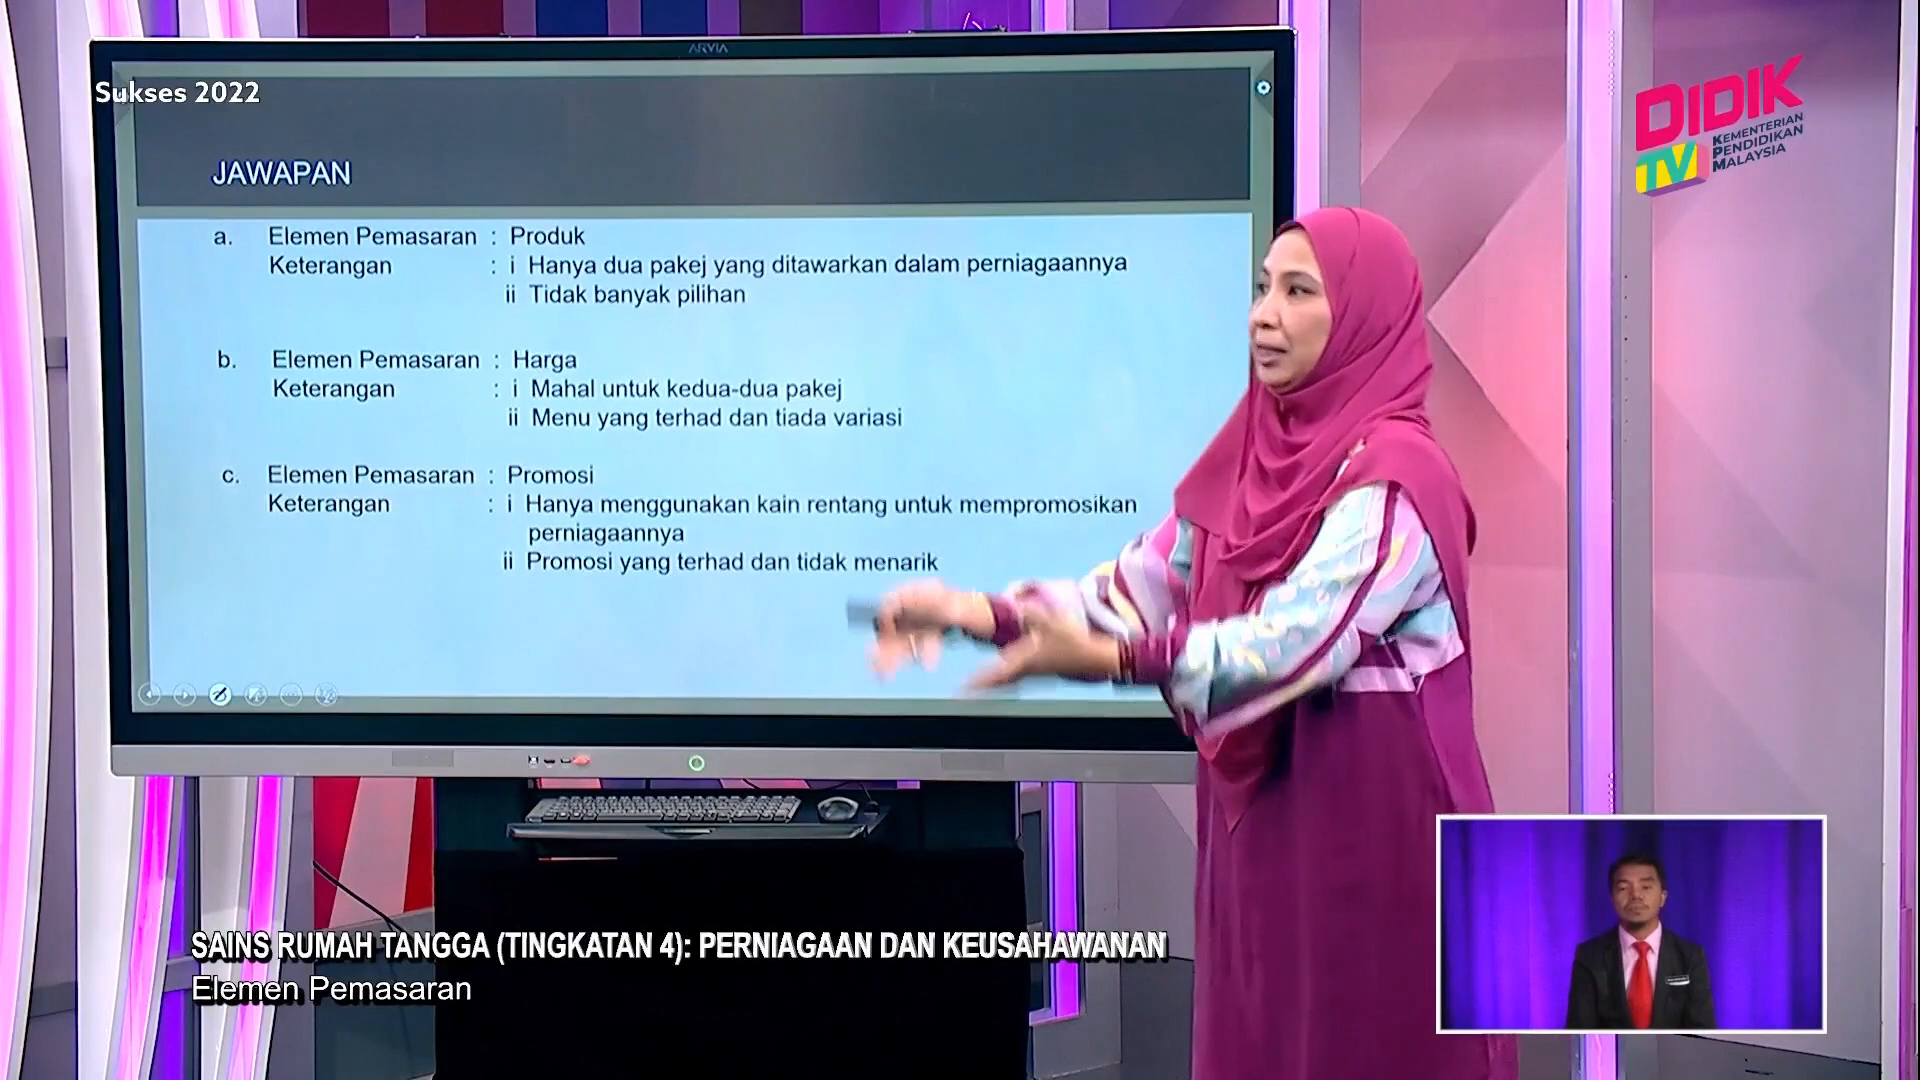 ARVIA
Sukses 2022
DIDIK
TV
KEMENTERIAN
PENDIDIKAN
MALAYSIA
JAWAPAN
a. Elemen Pemasaran : Produk
Keterangan : i Hanya dua pakej yang ditawarkan dalam perniagaannya
ii Tidak banyak pilihan
b. Elemen Pemasaran : Harga
Keterangan : i Mahal untuk kedua-dua pakej
ii Menu yang terhad dan tiada variasi
c. Elemen Pemasaran : Promosi
Keterangan : i Hanya menggunakan kain rentang untuk mempromosikan
perniagaannya
ii Promosi yang terhad dan tidak menarik
SAINS RUMAH TANGGA (TINGKATAN 4): PERNIAGAAN DAN KEUSAHAWANAN
Elemen Pemasaran